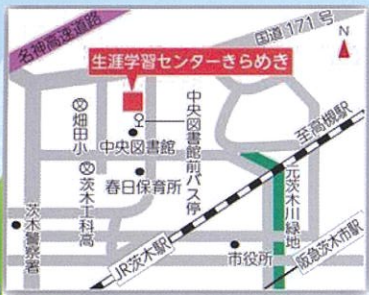 名神高速道路
国道171号
N
生涯学習センターきらめき
文畑田小
中央図書館
中央図書館前バス停
至高槻駅
春日保育所
文茨木工科高
元茨木川緑地
茨木警察署
JR茨木駅
市役所
阪急茨木市駅